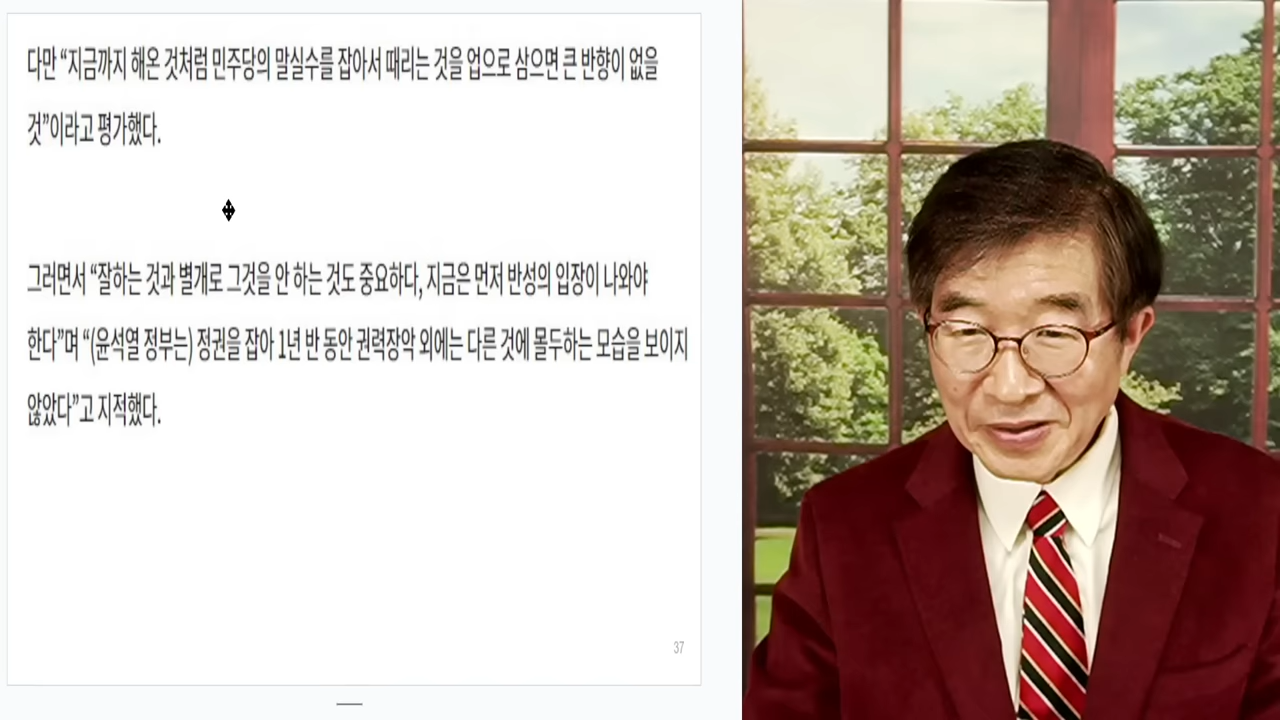 다만 “지금까지 해온 것처럼 민주당의 말실수를 잡아서 때리는 것을 업으로 삼으면 큰 반향이 없을
것”이라고 평가했다.
그러면서 “잘하는 것과 별개로 그것을 안 하는 것도 중요하다, 지금은 먼저 반성의 입장이 나와야
한다”며 “(윤석열 정부는) 정권을 잡아 1년 반 동안 권력장악 외에는 다른 것에 몰두하는 모습을 보이지
않았다”고 지적했다.
37